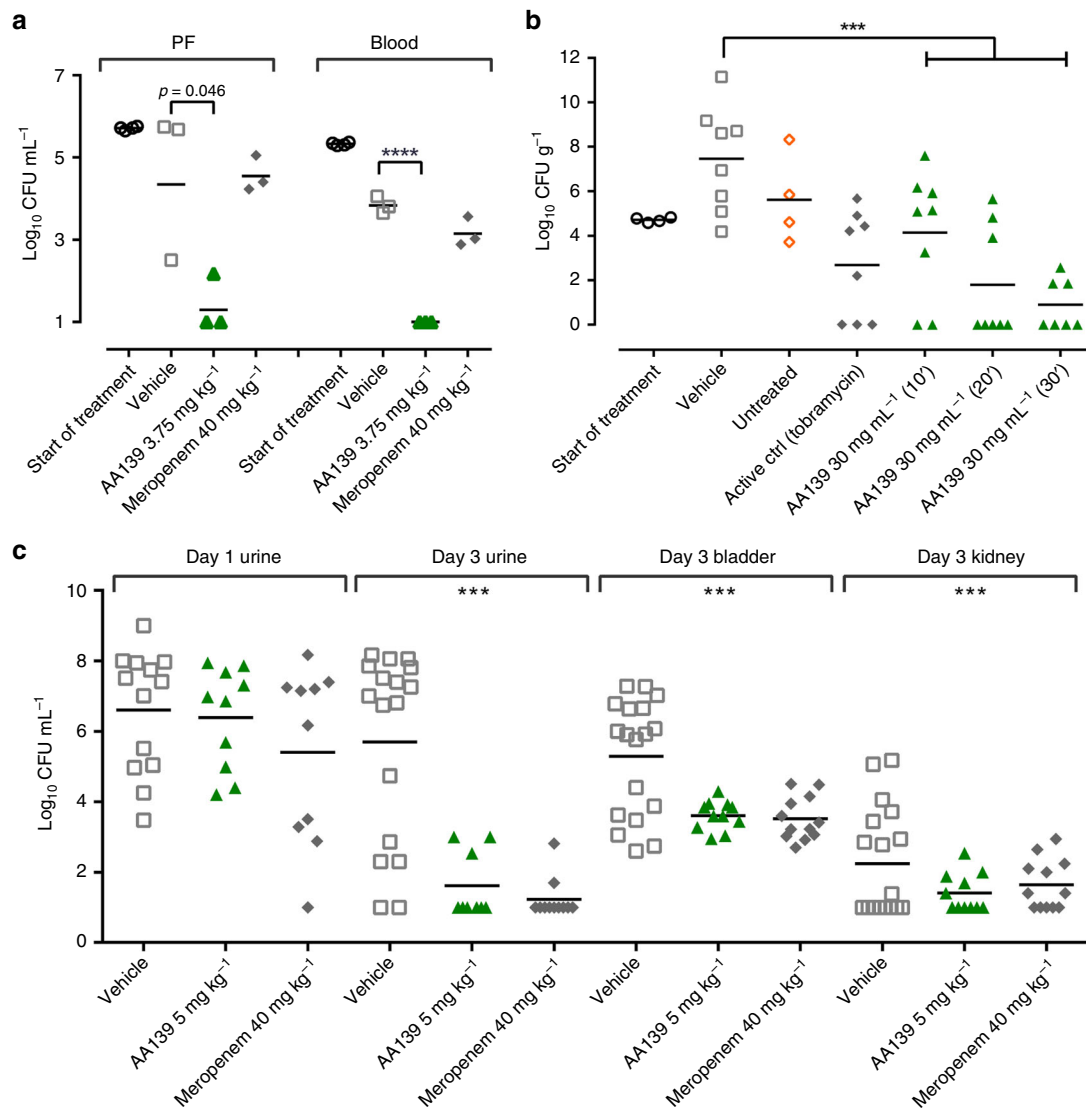 a
PF
Blood
Log₁₀ CFU mL⁻¹
7
5
3
1
p = 0.046
****
Start of treatment
Vehicle
AA139 3.75 mg kg⁻¹
Meropenem 40 mg kg⁻¹
Start of treatment
Vehicle
AA139 3.75 mg kg⁻¹
Meropenem 40 mg kg⁻¹
b
***
Log₁₀ CFU g⁻¹
12
10
8
6
4
2
0
Start of treatment
Vehicle
Untreated
Active ctrl (tobramycin)
AA139 30 mg mL⁻¹ (10′)
AA139 30 mg mL⁻¹ (20′)
AA139 30 mg mL⁻¹ (30′)
c
Day 1 urine
Day 3 urine
Day 3 bladder
Day 3 kidney
***
***
***
Log₁₀ CFU mL⁻¹
10
8
6
4
2
0
Vehicle
AA139 5 mg kg⁻¹
Meropenem 40 mg kg⁻¹
Vehicle
AA139 5 mg kg⁻¹
Meropenem 40 mg kg⁻¹
Vehicle
AA139 5 mg kg⁻¹
Meropenem 40 mg kg⁻¹
Vehicle
AA139 5 mg kg⁻¹
Meropenem 40 mg kg⁻¹